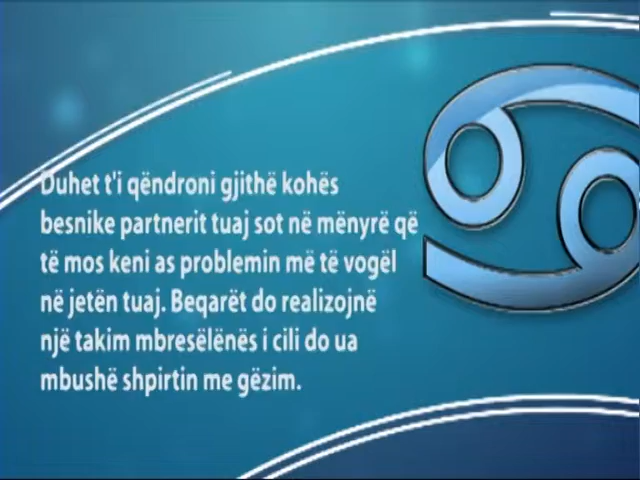 Duhet t'i qëndroni gjithë kohës
besnike partnerit tuaj sot në mënyrë që
të mos keni as problemin më të vogël
në jetën tuaj. Beqarët do realizojnë
një takim mbresëlënës i cili do ua
mbushë shpirtin me gëzim.